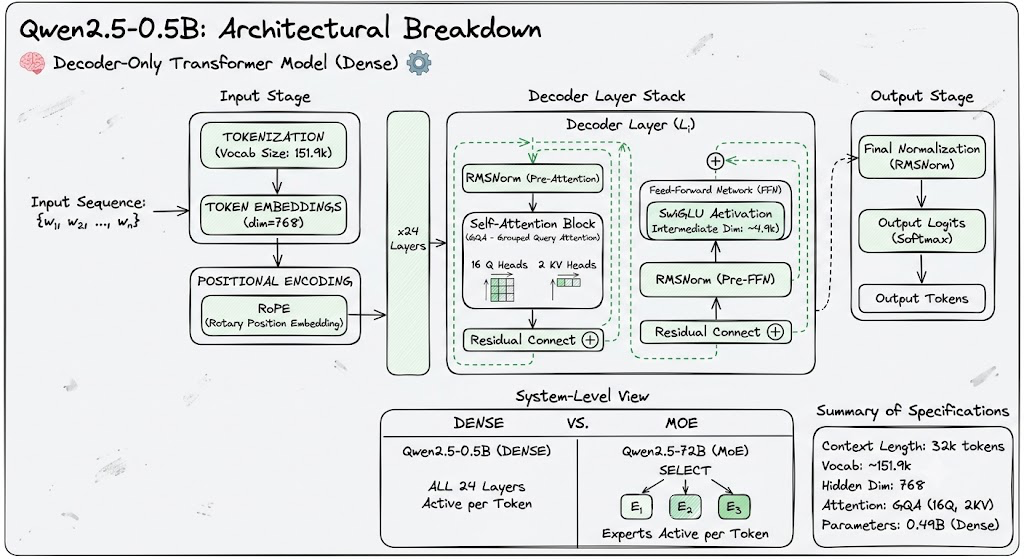 Qwen2.5-0.5B: Architectural Breakdown
Decoder-Only Transformer Model (Dense)
Input Stage
TOKENIZATION
(Vocab Size: 151.9k)
Input Sequence:
{w₁, w₂, ..., wₙ}
TOKEN EMBEDDINGS
(dim=768)
POSITIONAL ENCODING
RoPE
(Rotary Position Embedding)
x24
Layers
Decoder Layer Stack
Decoder Layer (Lᵢ)
RMSNorm (Pre-Attention)
Self-Attention Block
(GQA - Grouped Query Attention)
16 Q Heads
2 KV Heads
Residual Connect +
+
Feed-Forward Network (FFN)
SwiGLU Activation
Intermediate Dim: ~4.9k
RMSNorm (Pre-FFN)
Residual Connect +
Output Stage
Final Normalization
(RMSNorm)
Output Logits
(Softmax)
Output Tokens
System-Level View
DENSE VS. MOE
Qwen2.5-0.5B (DENSE)
ALL 24 Layers
Active per Token
Qwen2.5-72B (MoE)
SELECT
E₁ E₂ E₃
Experts Active per Token
Summary of Specifications
Context Length: 32k tokens
Vocab: ~151.9k
Hidden Dim: 768
Attention: GQA (16Q, 2KV)
Parameters: 0.49B (Dense)